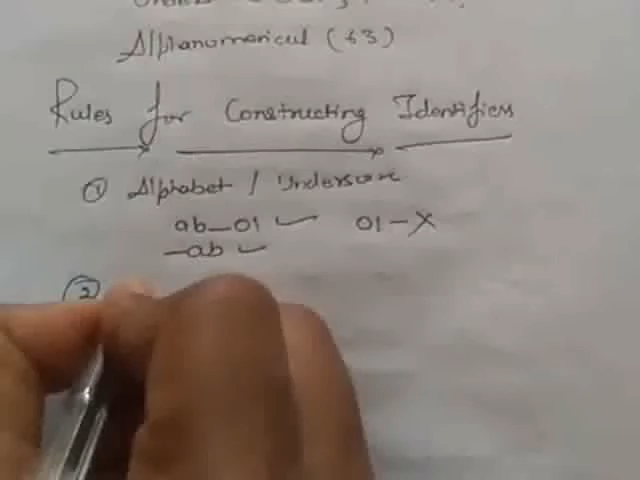 Alphanumerical (63)
Rules for Constructing Identifiers
① Alphabet / Underscore
ab_01 ✓ 01 - X
_ab ✓
②